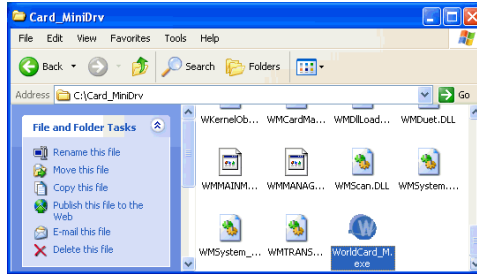 Card_MiniDrv
File Edit View Favorites Tools Help
Back Search Folders
Address C:\Card_MiniDrv Go
File and Folder Tasks
Rename this file
Move this file
Copy this file
Publish this file to the
Web
E-mail this file
Delete this file
WKernelOb... WMCardMa... WMDllLoad... WMDuet.DLL
WMMAINM... WMMANAG... WMScan.DLL WMSystem....
WMSystem_... WMTRANS... WorldCard_M.
exe